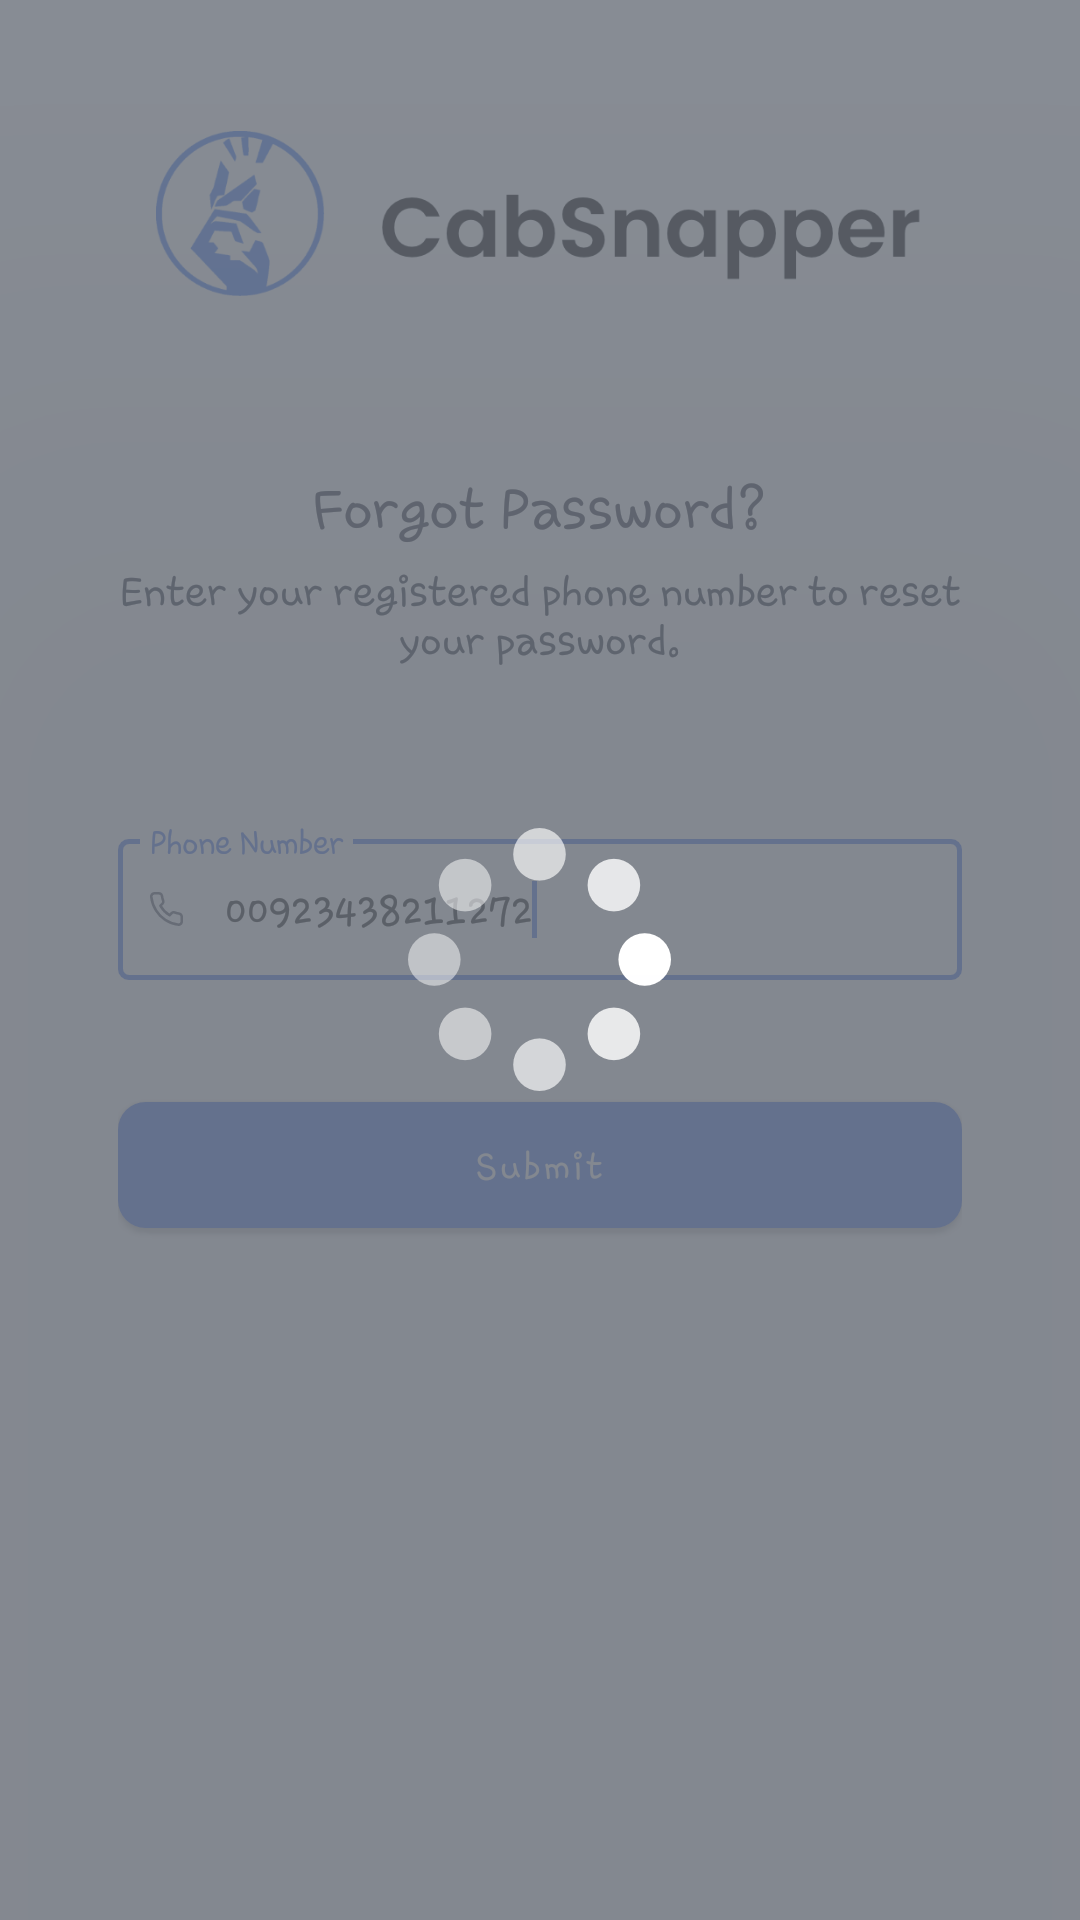 CabSnapper
Forgot Password?
Enter your registered phone number to reset
your password.
Phone Number
00923438211272
Submit